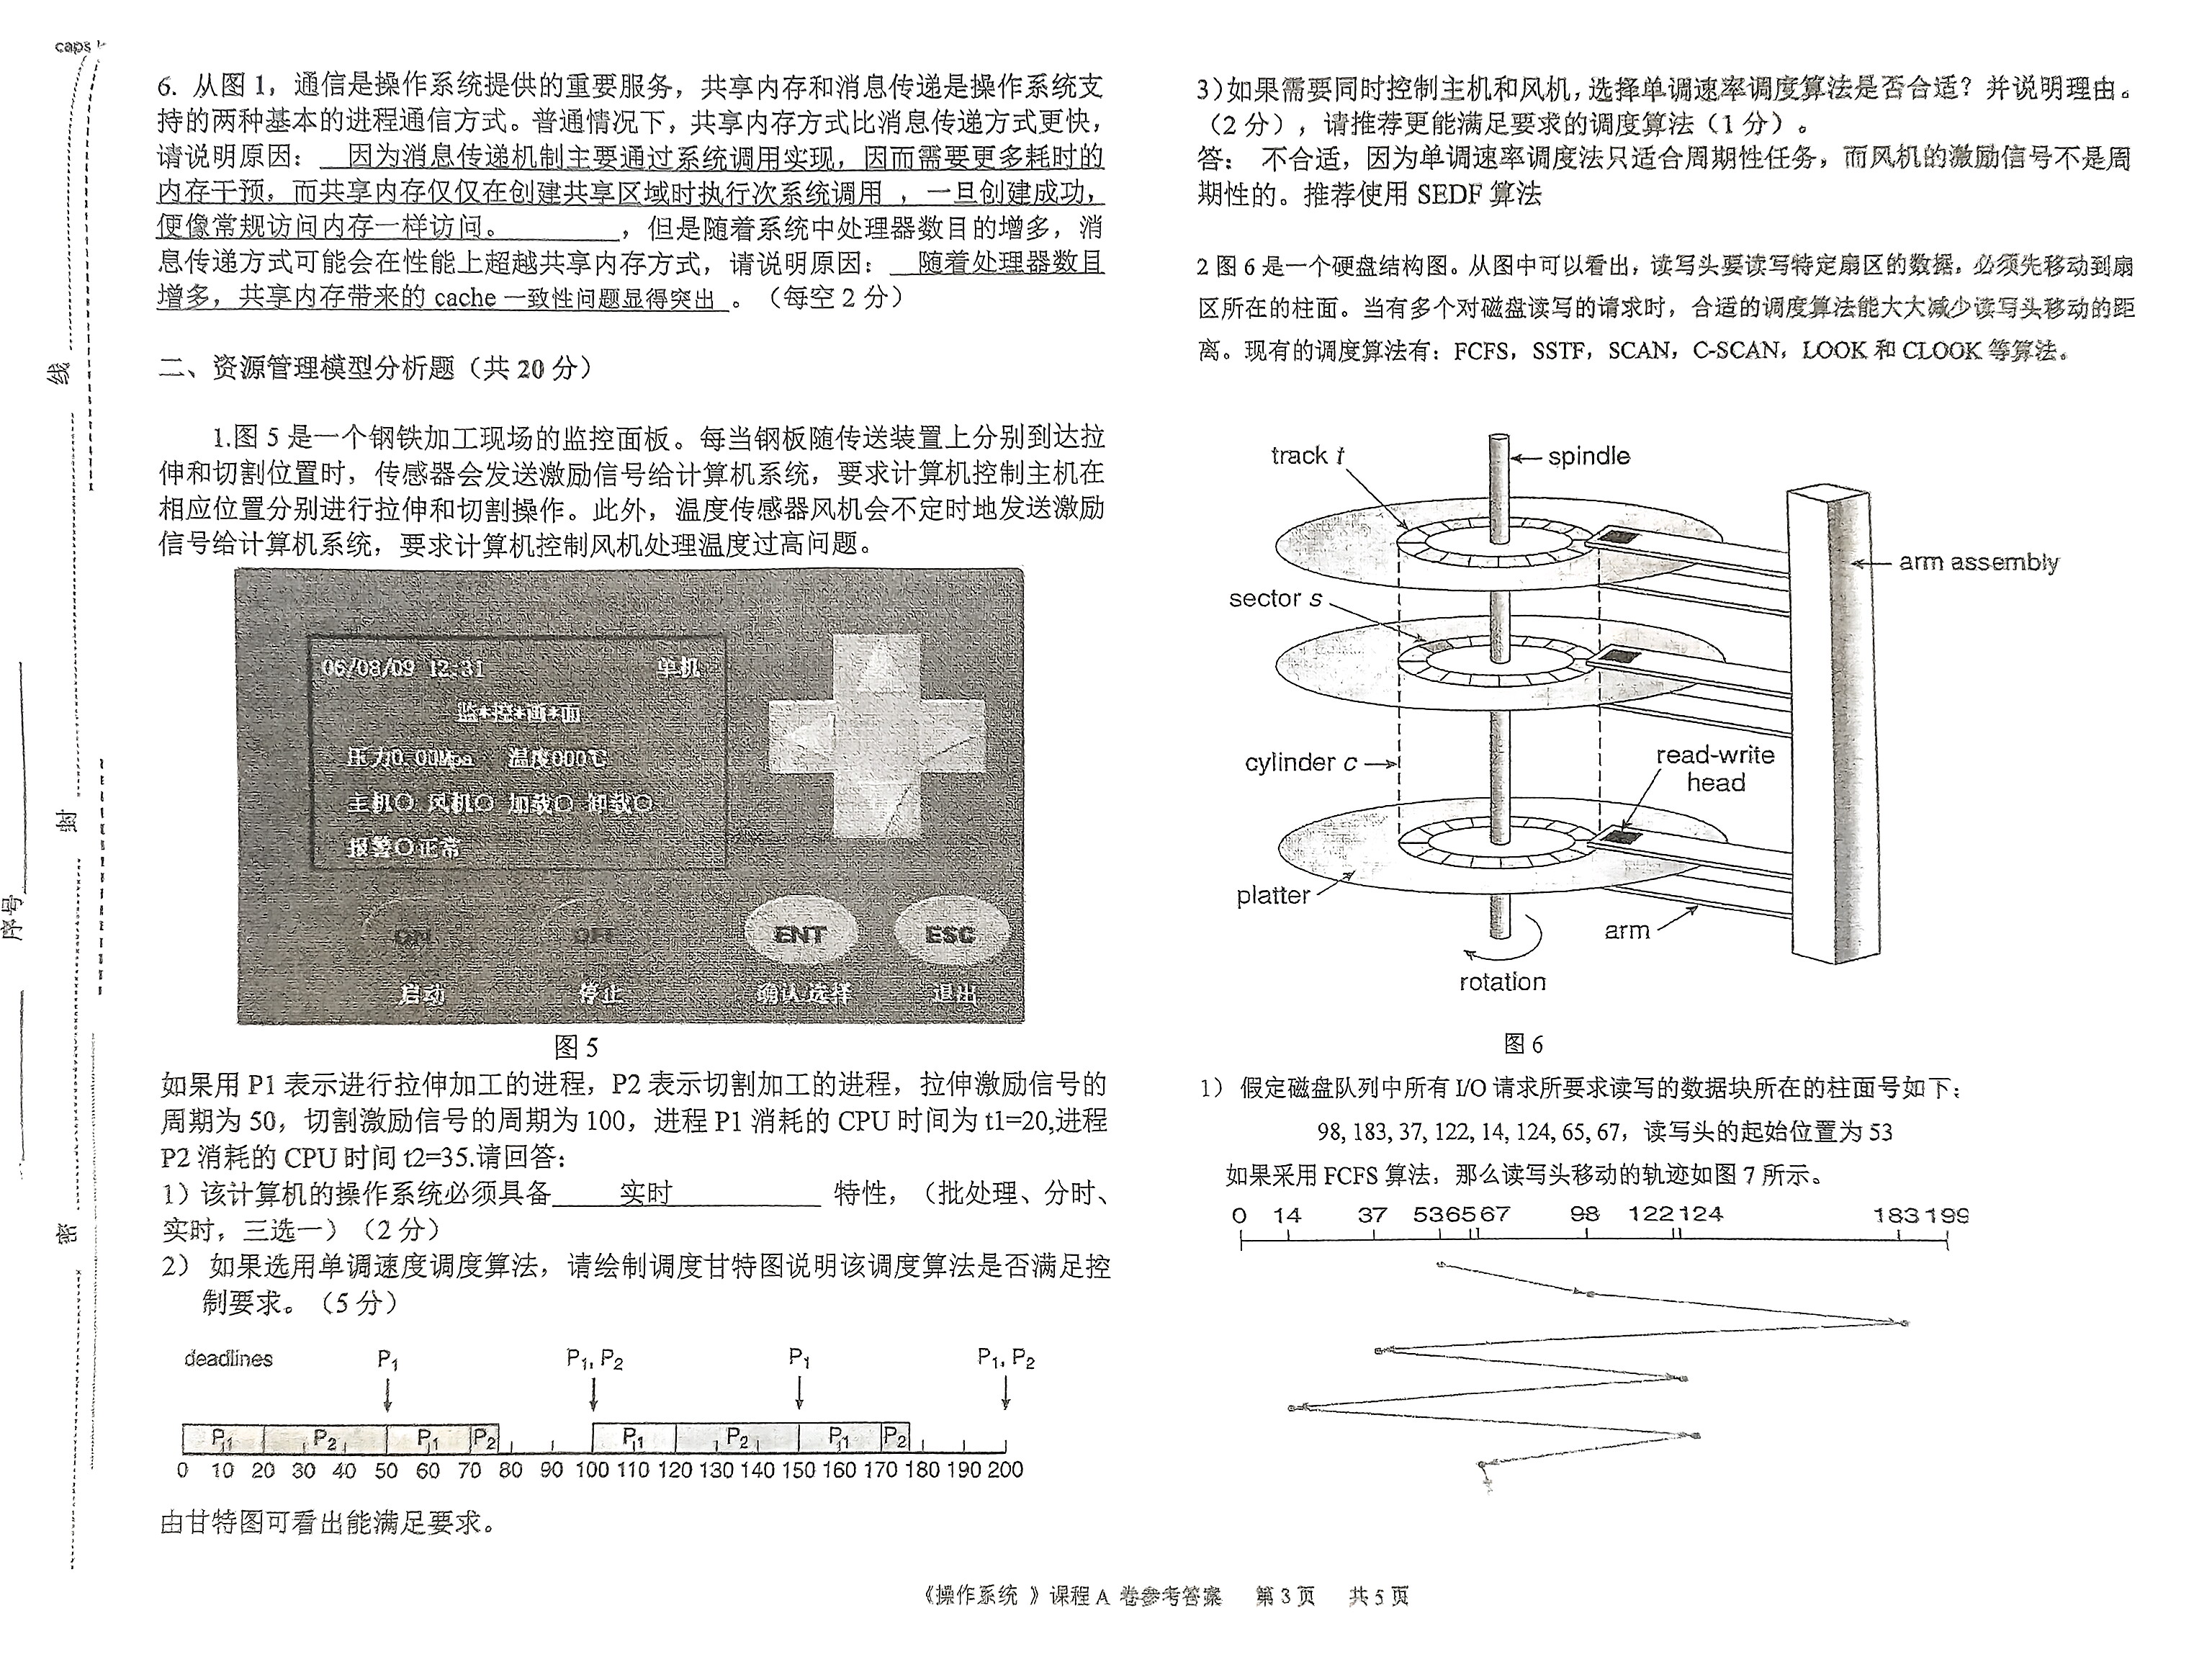 caps
线
封
密
序号
6. 从图 1，通信是操作系统提供的重要服务，共享内存和消息传递是操作系统支
持的两种基本的进程通信方式。普通情况下，共享内存方式比消息传递方式更快，
请说明原因： 因为消息传递机制主要通过系统调用实现，因而需要更多耗时的
内存干预，而共享内存仅仅在创建共享区域时执行次系统调用 ，一旦创建成功，
便像常规访问内存一样访问。 ，但是随着系统中处理器数目的增多，消
息传递方式可能会在性能上超越共享内存方式，请说明原因： 随着处理器数目
增多，共享内存带来的 cache 一致性问题显得突出 。（每空 2 分）
二、资源管理模型分析题（共 20 分）
1.图 5 是一个钢铁加工现场的监控面板。每当钢板随传送装置上分别到达拉
伸和切割位置时，传感器会发送激励信号给计算机系统，要求计算机控制主机在
相应位置分别进行拉伸和切割操作。此外，温度传感器风机会不定时地发送激励
信号给计算机系统，要求计算机控制风机处理温度过高问题。
06/08/09 12:31 单机
监*控*画*面
压力0.00Mpa 温度000℃
主机○ 风机○ 加载○ 卸载○
报警○正常
ON OFF ENT ESC
启动 停止 确认选择 退出
图 5
如果用 P1 表示进行拉伸加工的进程，P2 表示切割加工的进程，拉伸激励信号的
周期为 50，切割激励信号的周期为 100，进程 P1 消耗的 CPU 时间为 t1=20,进程
P2 消耗的 CPU 时间 t2=35.请回答：
1）该计算机的操作系统必须具备 实时 特性，（批处理、分时、
实时，三选一）（2 分）
2） 如果选用单调速度调度算法，请绘制调度甘特图说明该调度算法是否满足控
制要求。（5 分）
deadlines P1 P1, P2 P1 P1, P2
P1 P2 P1 P2 P1 P2 P1 P2
0 10 20 30 40 50 60 70 80 90 100 110 120 130 140 150 160 170 180 190 200
由甘特图可看出能满足要求。
3）如果需要同时控制主机和风机，选择单调速率调度算法是否合适？并说明理由。
（2 分），请推荐更能满足要求的调度算法（1 分）。
答： 不合适，因为单调速率调度法只适合周期性任务，而风机的激励信号不是周
期性的。推荐使用 SEDF 算法
2 图 6 是一个硬盘结构图。从图中可以看出，读写头要读写特定扇区的数据，必须先移动到扇
区所在的柱面。当有多个对磁盘读写的请求时，合适的调度算法能大大减少读写头移动的距
离。现有的调度算法有：FCFS，SSTF，SCAN，C-SCAN，LOOK 和 CLOOK 等算法。
track t
spindle
arm assembly
sector s
cylinder c
read-write
head
platter
arm
rotation
图 6
1） 假定磁盘队列中所有 I/O 请求所要求读写的数据块所在的柱面号如下：
98, 183, 37, 122, 14, 124, 65, 67，读写头的起始位置为 53
如果采用 FCFS 算法，那么读写头移动的轨迹如图 7 所示。
0 14 37 53 65 67 98 122 124 183 199
《操作系统 》课程 A 卷参考答案 第 3 页 共 5 页